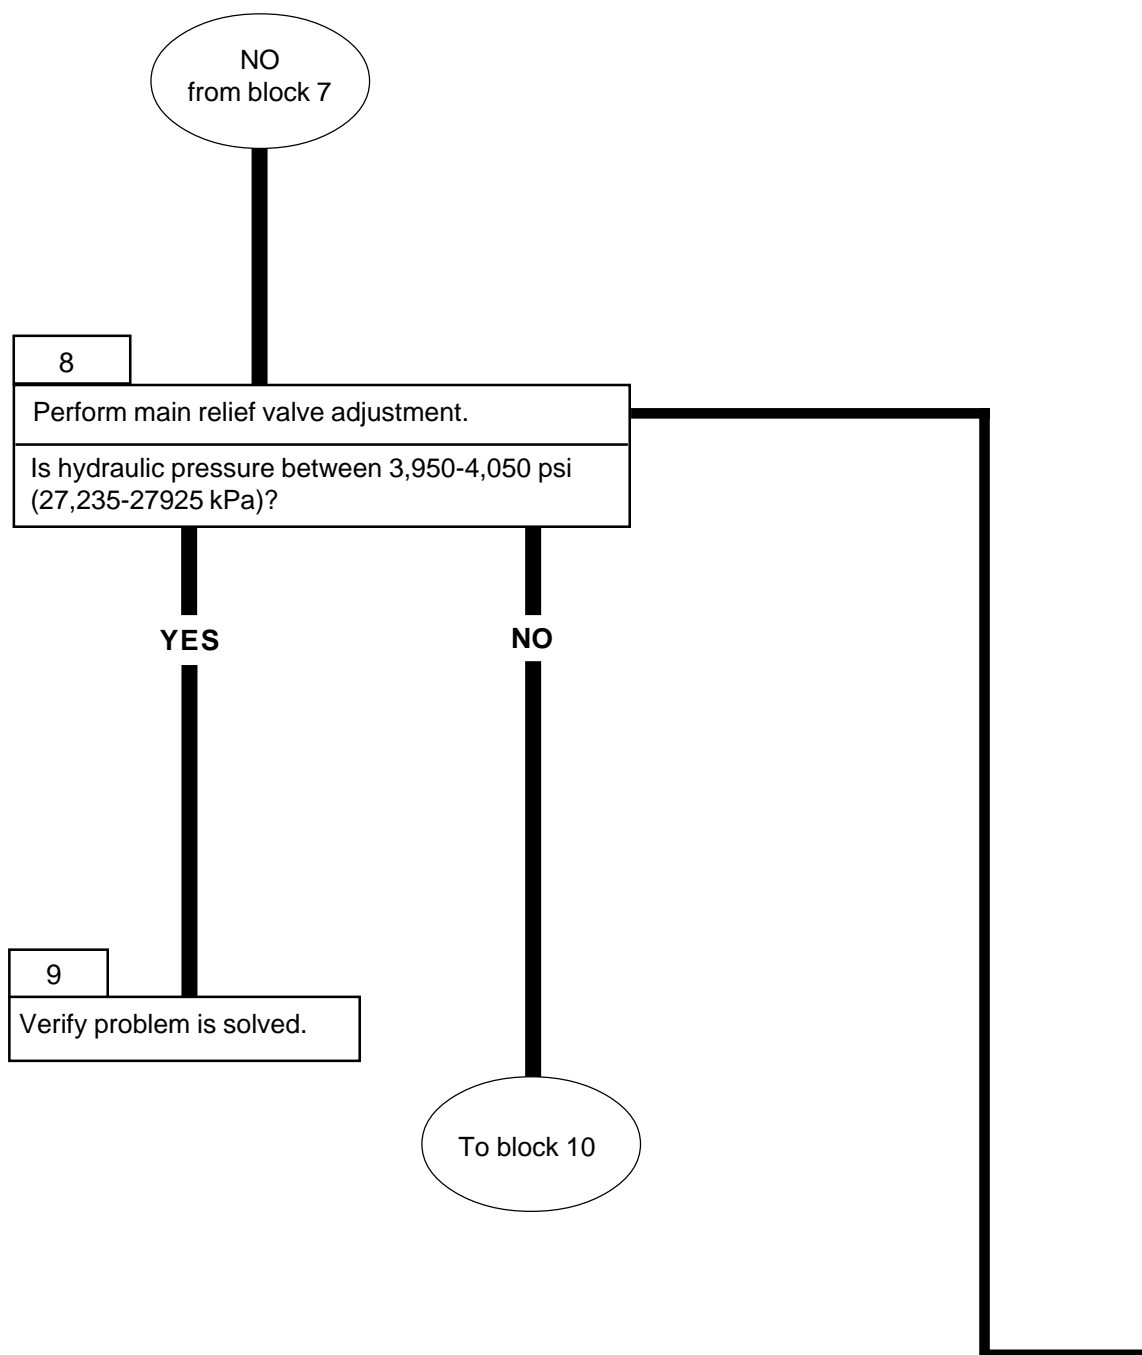 NO
from block 7
8
Perform main relief valve adjustment.
Is hydraulic pressure between 3,950-4,050 psi
(27,235-27925 kPa)?
YES
NO
9
Verify problem is solved.
To block 10